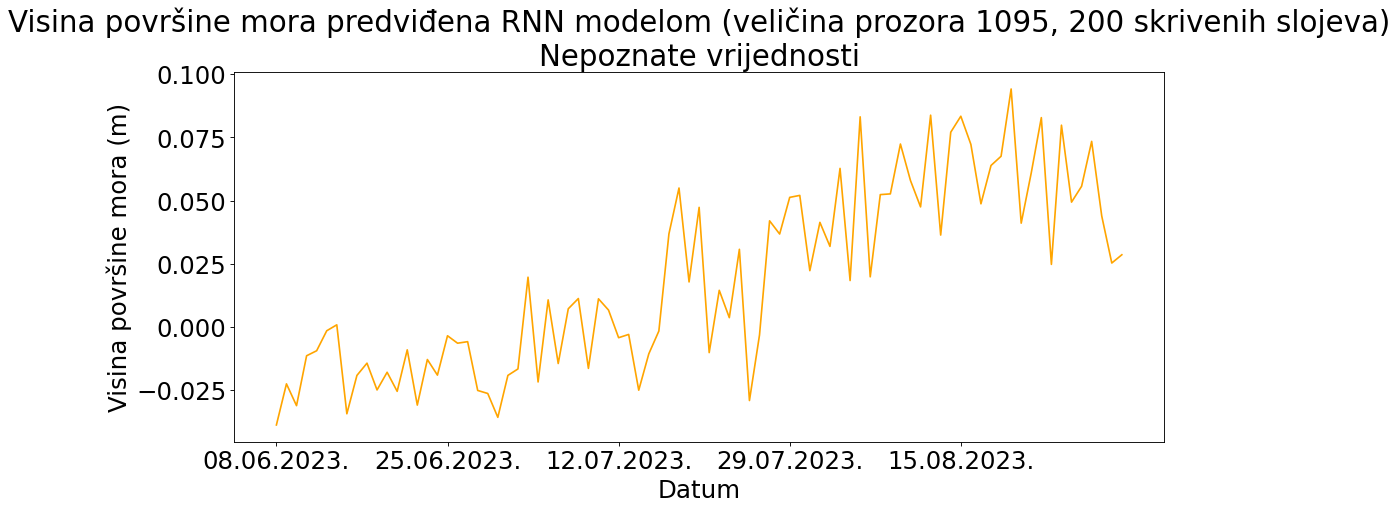 Visina površine mora predviđena RNN modelom (veličina prozora 1095, 200 skrivenih slojeva)
Nepoznate vrijednosti
Visina površine mora (m)
0.100
0.075
0.050
0.025
0.000
−0.025
08.06.2023.
25.06.2023.
12.07.2023.
29.07.2023.
15.08.2023.
Datum